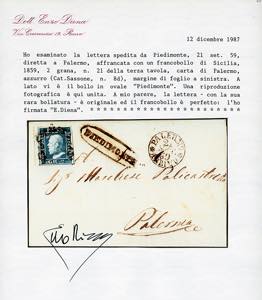 Dott. Enzo Diena
12 dicembre 1987
Ho esaminato la lettera spedita da Piedimonte, 21 set. 59,
diretta a Palermo, affrancata con un francobollo di Sicilia,
1859, 2 grana, n. 21 della terza tavola, carta di Palermo,
azzurro (Cat.Sassone, n. 8d), margine di foglio a sinistra. A
lato vi è il bollo in ovale "Piedimonte". Una riproduzione
fotografica è qui unita. A mio parere, la lettera - con la sua
rara bollatura - è originale ed il francobollo è perfetto: l'ho
firmata "E.Diena". * * * * * * * * * * * * * * * * * * * * * *
PIEDIMONTE
PALERMO
Marchese
Palermo